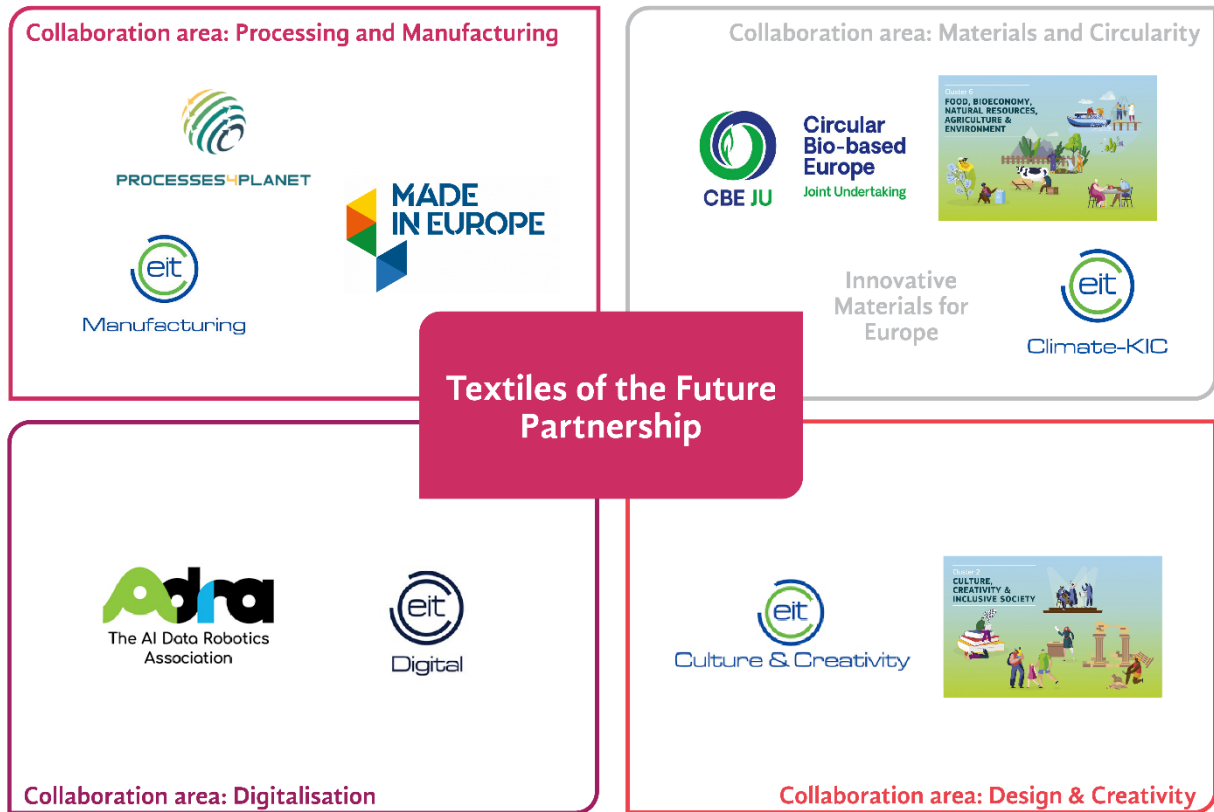 Collaboration area: Processing and Manufacturing
PROCESSES4PLANET
MADE
IN EUROPE
eit
Manufacturing
Collaboration area: Materials and Circularity
CBE JU
Circular
Bio-based
Europe
Joint Undertaking
Cluster 6
FOOD, BIOECONOMY,
NATURAL RESOURCES,
AGRICULTURE &
ENVIRONMENT
Innovative
Materials for
Europe
eit
Climate-KIC
Textiles of the Future
Partnership
Adra
The AI Data Robotics
Association
eit
Digital
Collaboration area: Digitalisation
eit
Culture & Creativity
Cluster 2
CULTURE,
CREATIVITY &
INCLUSIVE SOCIETY
Collaboration area: Design & Creativity